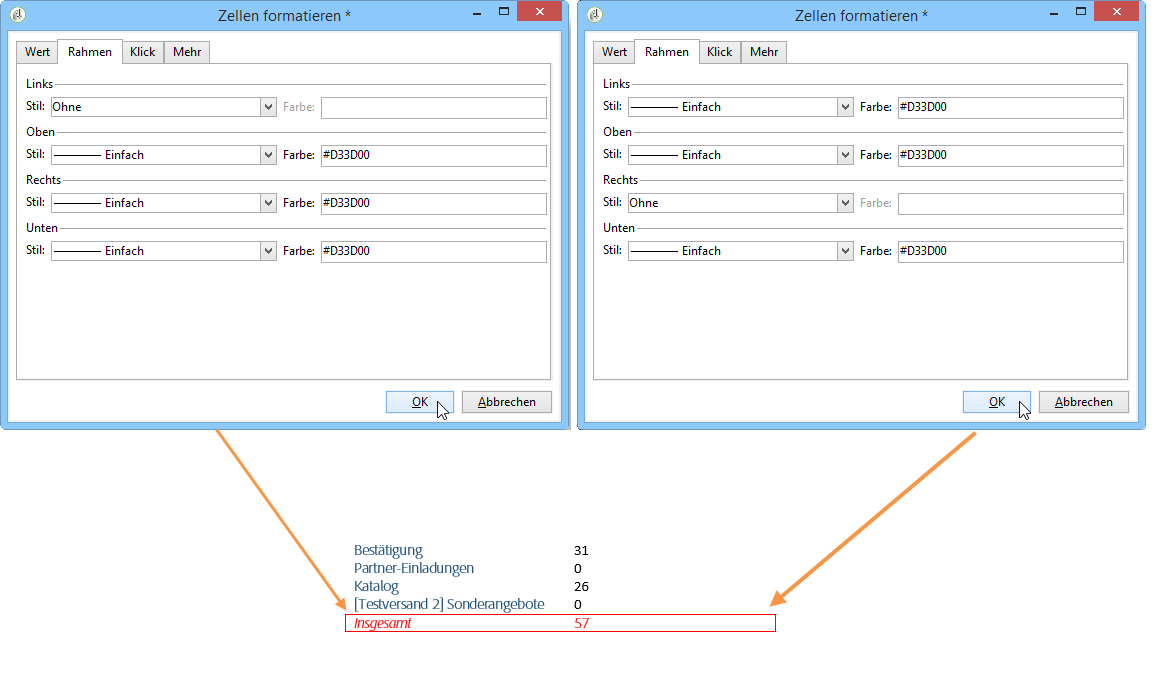 Zellen formatieren *
Wert Rahmen Klick Mehr
Links
Stil: Ohne Farbe:
Oben
Stil: Einfach Farbe: #D33D00
Rechts
Stil: Einfach Farbe: #D33D00
Unten
Stil: Einfach Farbe: #D33D00
OK Abbrechen
Zellen formatieren *
Wert Rahmen Klick Mehr
Links
Stil: Einfach Farbe: #D33D00
Oben
Stil: Einfach Farbe: #D33D00
Rechts
Stil: Ohne Farbe:
Unten
Stil: Einfach Farbe: #D33D00
OK Abbrechen
Bestätigung 31
Partner-Einladungen 0
Katalog 26
[Testversand 2] Sonderangebote 0
Insgesamt 57